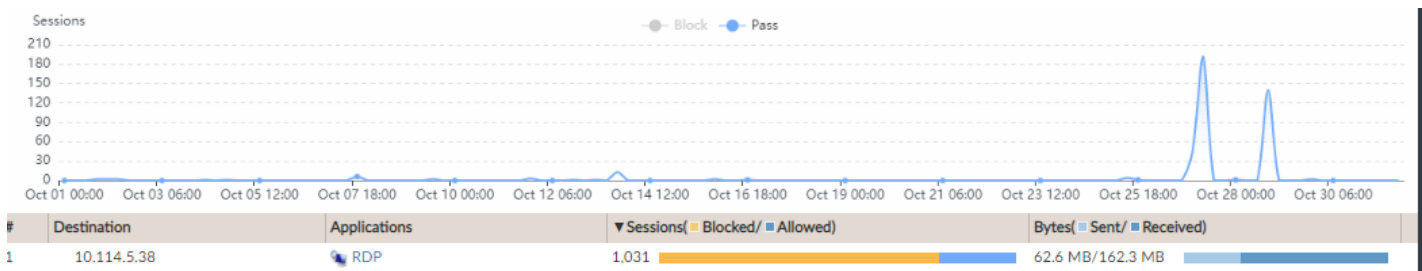 Sessions
Block Pass
210
180
150
120
90
60
30
0
Oct 01 00:00 Oct 03 06:00 Oct 05 12:00 Oct 07 18:00 Oct 10 00:00 Oct 12 06:00 Oct 14 12:00 Oct 16 18:00 Oct 19 00:00 Oct 21 06:00 Oct 23 12:00 Oct 25 18:00 Oct 28 00:00 Oct 30 06:00
# Destination Applications ▼Sessions( Blocked/ Allowed) Bytes( Sent/ Received)
1 10.114.5.38 RDP 1,031 62.6 MB/162.3 MB